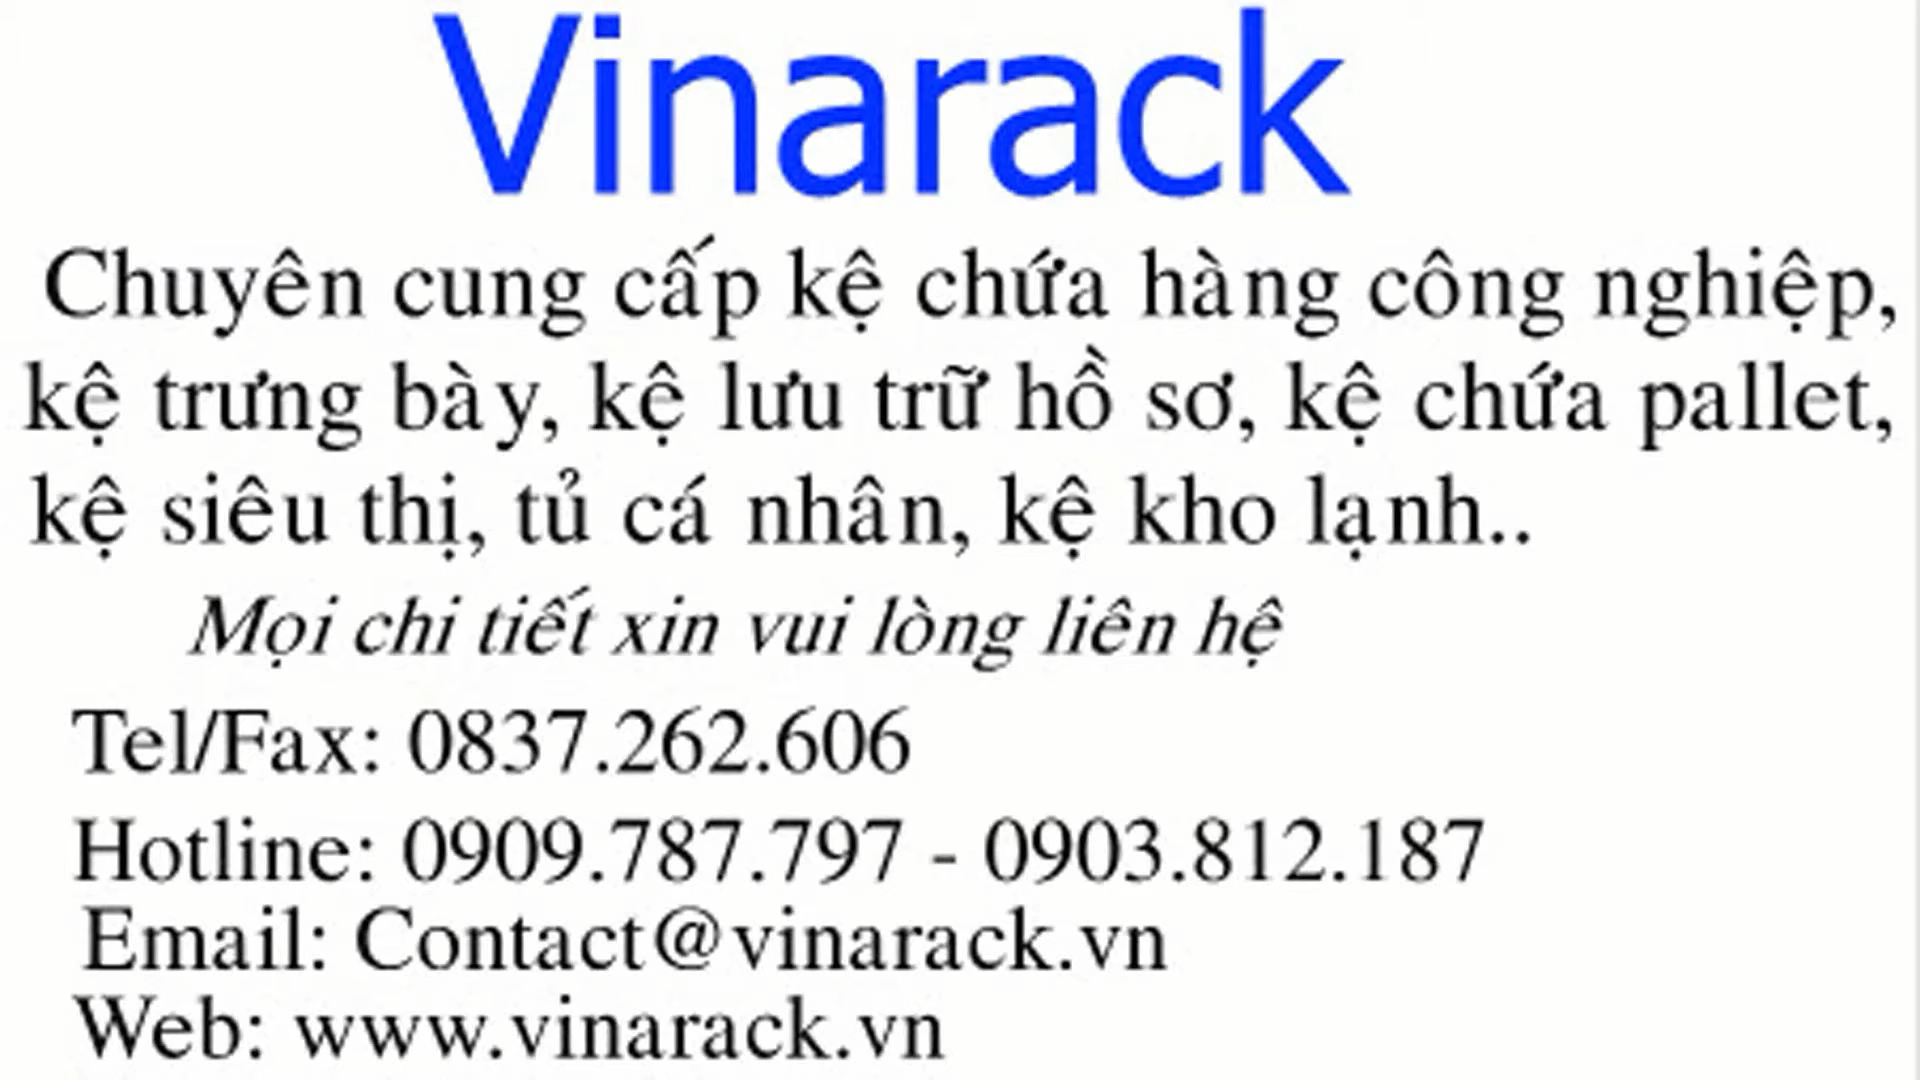 Vinarack
Chuyên cung cấp kệ chứa hàng công nghiệp,
kệ trưng bày, kệ lưu trữ hồ sơ, kệ chứa pallet,
kệ siêu thị, tủ cá nhân, kệ kho lạnh..
Mọi chi tiết xin vui lòng liên hệ
Tel/Fax: 0837.262.606
Hotline: 0909.787.797 - 0903.812.187
Email: Contact@vinarack.vn
Web: www.vinarack.vn